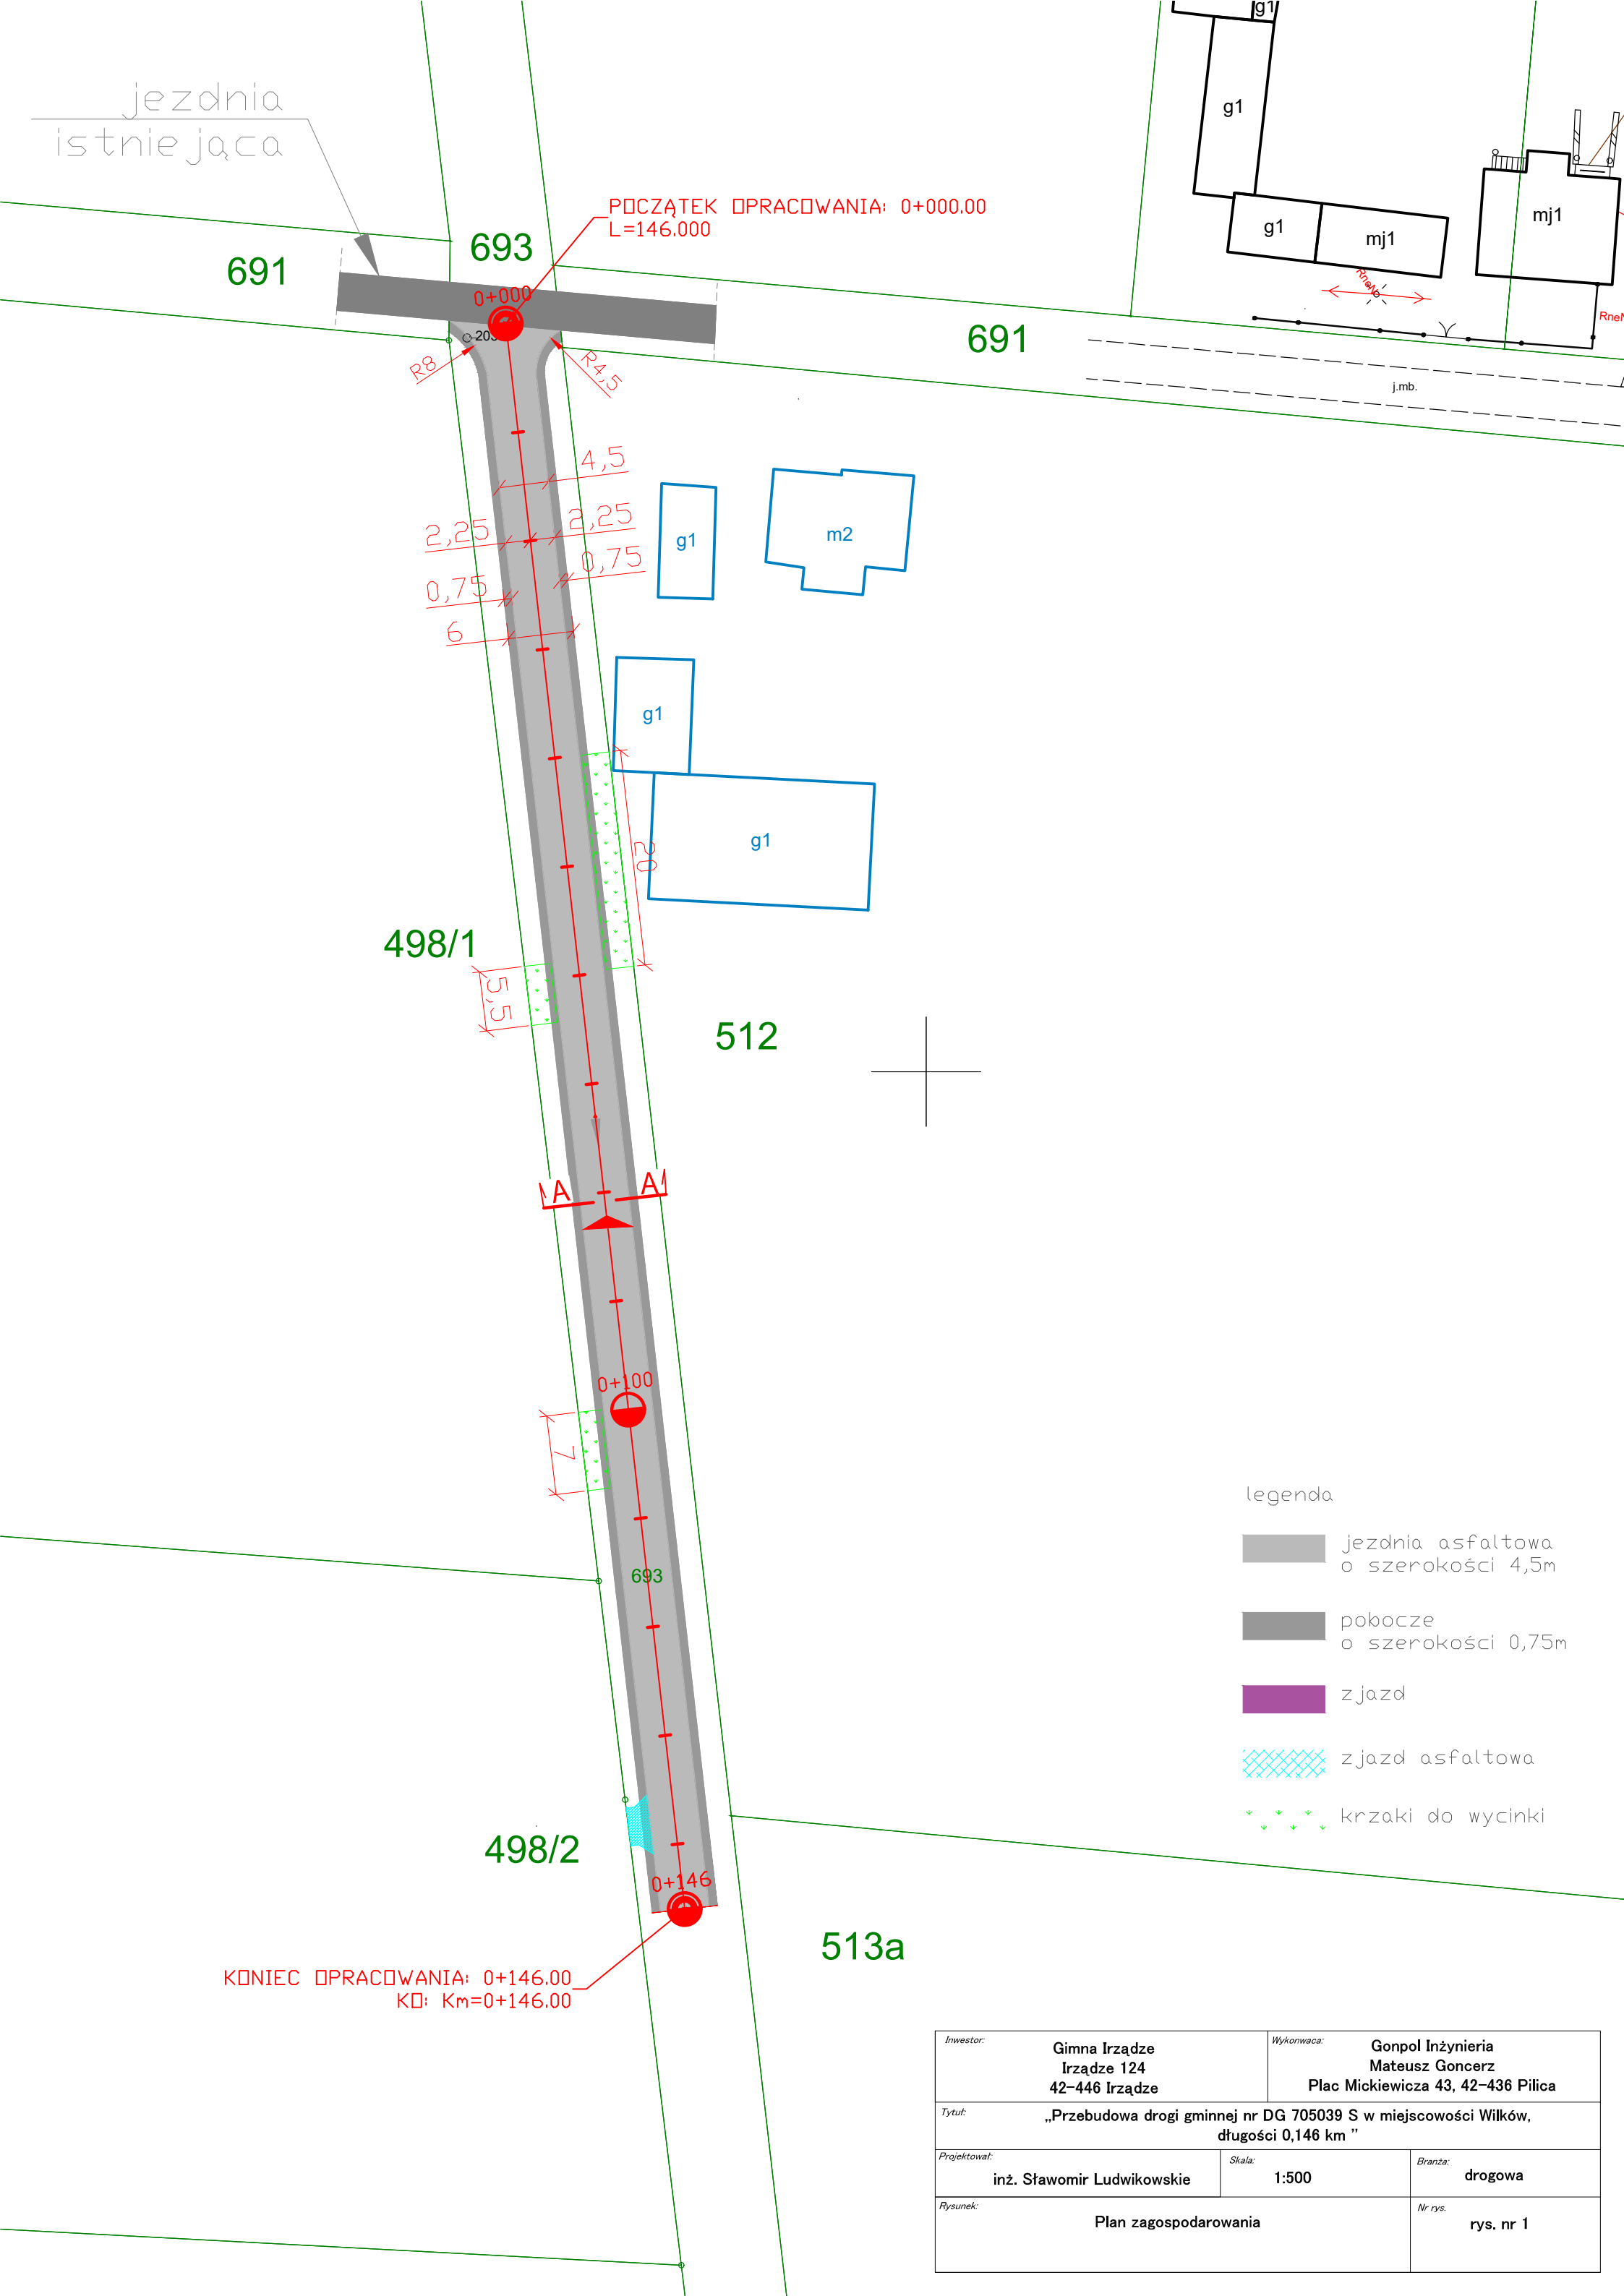 g1
g1
jezdnia
istniejąca
POCZĄTEK OPRACOWANIA: 0+000.00
L=146.000
mj1
g1
mj1
693
691
0+000
RneN
691
R8
R4,5
j.mb.
4,5
2,25
2,25
g1
m2
0,75
0,75
6
g1
20
g1
498/1
5,5
512
A
A
0+100
7
legenda
jezdnia asfaltowa
o szerokości 4,5m
693
pobocze
o szerokości 0,75m
zjazd
zjazd asfaltowa
krzaki do wycinki
498/2
0+146
513a
KONIEC OPRACOWANIA: 0+146.00
KO: Km=0+146.00
Inwestor:
Gimna Irządze
Irządze 124
42-446 Irządze
Wykonwaca:
Gonpol Inżynieria
Mateusz Goncerz
Plac Mickiewicza 43, 42-436 Pilica
Tytuł:
„Przebudowa drogi gminnej nr DG 705039 S w miejscowości Wilków,
długości 0,146 km ”
Projektował:
inż. Sławomir Ludwikowskie
Skala:
1:500
Branża:
drogowa
Rysunek:
Plan zagospodarowania
Nr rys.
rys. nr 1